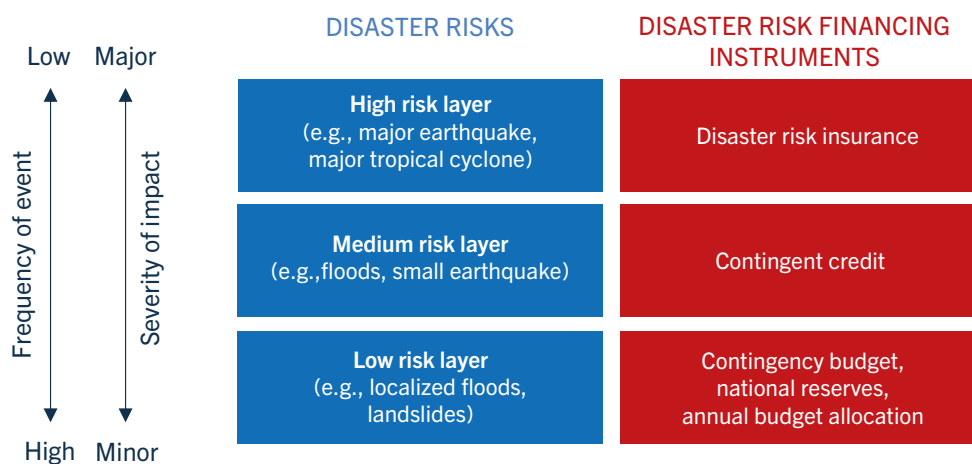 DISASTER RISKS
DISASTER RISK FINANCING
INSTRUMENTS
Low
Major
Frequency of event
Severity of impact
High
Minor
High risk layer
(e.g., major earthquake,
major tropical cyclone)
Disaster risk insurance
Medium risk layer
(e.g.,floods, small earthquake)
Contingent credit
Low risk layer
(e.g., localized floods,
landslides)
Contingency budget,
national reserves,
annual budget allocation